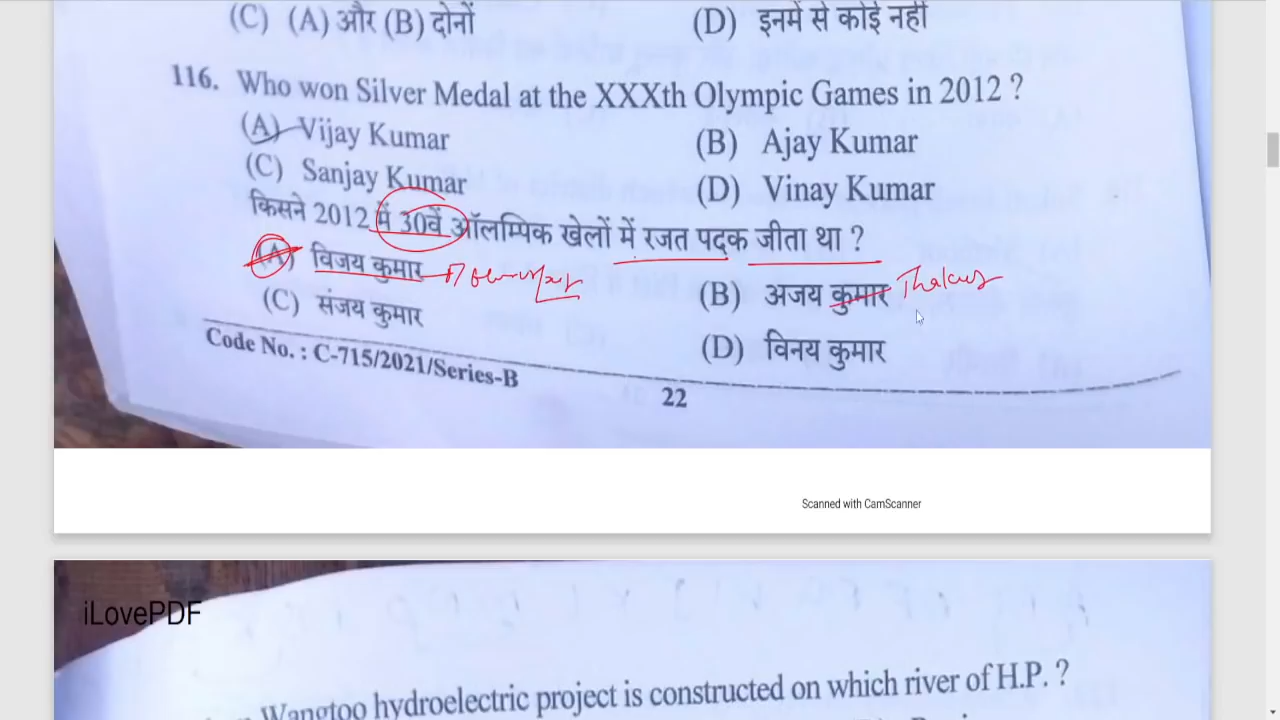 (C) (A) और (B) दोनों (D) इनमें से कोई नहीं
116. Who won Silver Medal at the XXXth Olympic Games in 2012 ?
(A) Vijay Kumar (B) Ajay Kumar
(C) Sanjay Kumar (D) Vinay Kumar
किसने 2012 में 30वें ऑलम्पिक खेलों में रजत पदक जीता था ?
(A) विजय कुमार (B) अजय कुमार
(C) संजय कुमार (D) विनय कुमार
Code No. : C-715/2021/Series-B
22
Scanned with CamScanner
iLovePDF
Wangtoo hydroelectric project is constructed on which river of H.P. ?